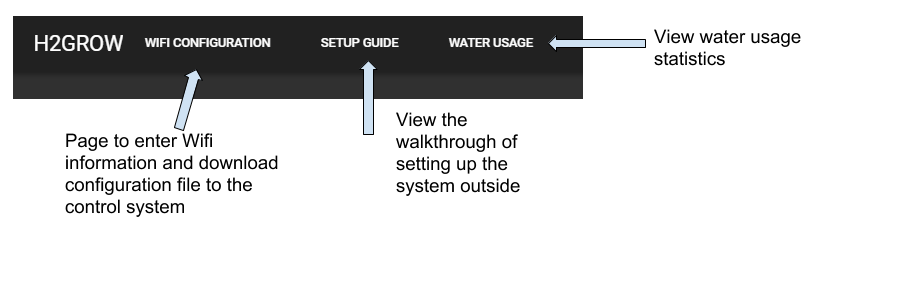 H2GROW WIFI CONFIGURATION SETUP GUIDE WATER USAGE
View water usage
statistics
Page to enter Wifi
information and download
configuration file to the
control system
View the
walkthrough of
setting up the
system outside